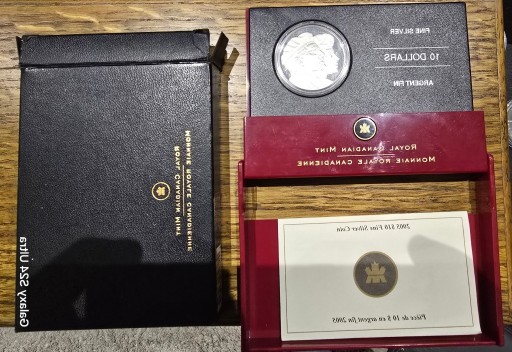 MONNAIE ROYALE CANADIENNE
ROYAL CANADIAN MINT
FINE SILVER
10 DOLLARS
ARGENT FIN
ROYAL CANADIAN MINT
MONNAIE ROYALE CANADIENNE
2005 $10 Fine Silver Coin
Pièce de 10 $ en argent fin 2005
Galaxy S24 Ultra